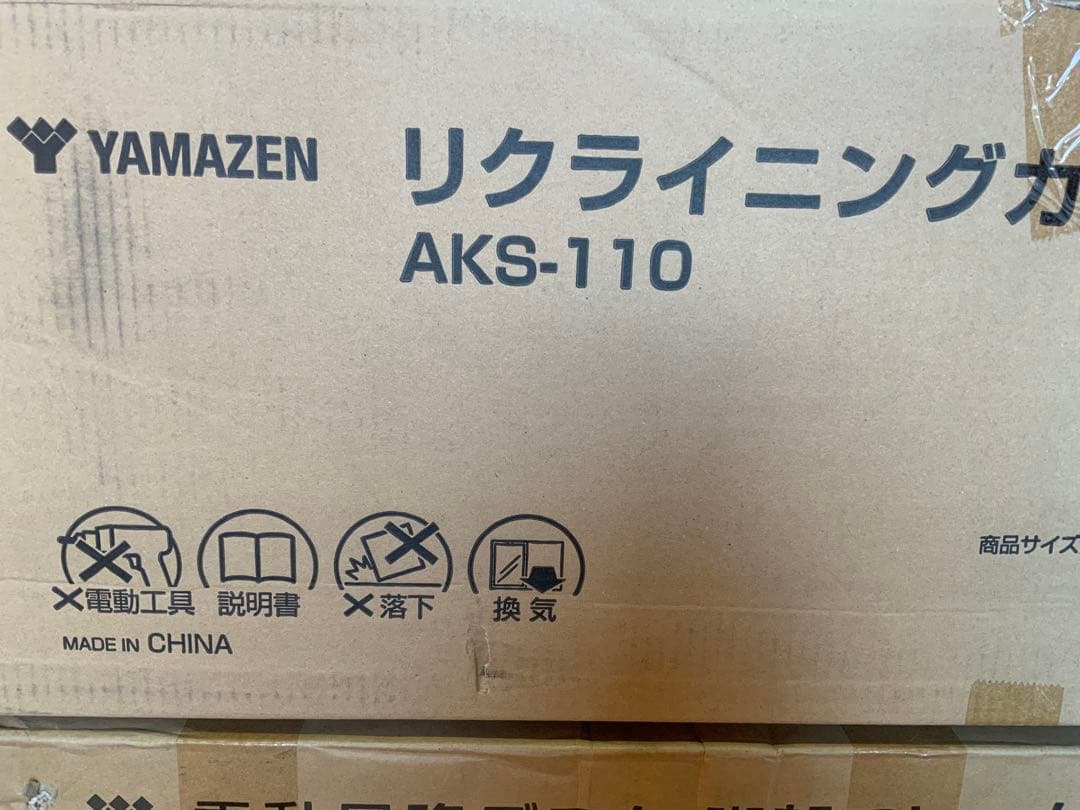 YAMAZEN
リクライニングカ
AKS-110
商品サイズ
×電動工具 説明書 ×落下 換気
MADE IN CHINA